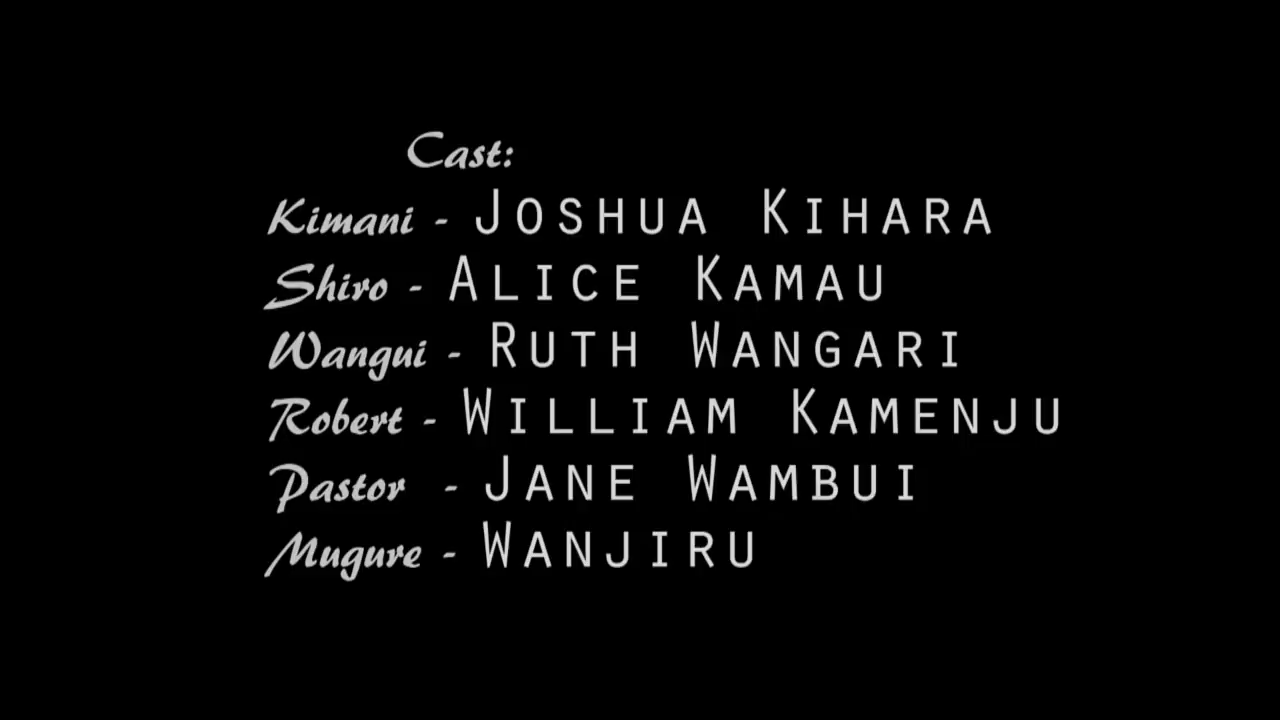 Cast:
Kimani - JOSHUA KIHARA
Shiro - ALICE KAMAU
Wangui - RUTH WANGARI
Robert - WILLIAM KAMENJU
Pastor - JANE WAMBUI
Mugure - WANJIRU